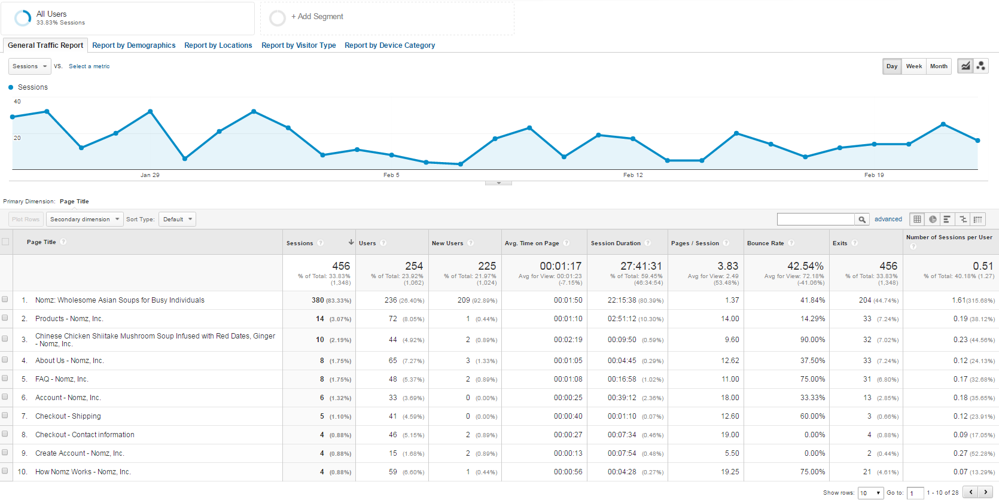 All Users
33.83% Sessions
+ Add Segment
General Traffic Report Report by Demographics Report by Locations Report by Visitor Type Report by Device Category
Sessions VS. Select a metric
Day Week Month
Sessions
40
20
Jan 29 Feb 5 Feb 12 Feb 19
Primary Dimension: Page Title
Plot Rows Secondary dimension Sort Type: Default advanced
Page Title ? Sessions ? Users ? New Users ? Avg. Time on Page ? Session Duration ? Pages / Session ? Bounce Rate ? Exits ? Number of Sessions per User ?
456 254 225 00:01:17 27:41:31 3.83 42.54% 456 0.51
% of Total: 33.83% % of Total: 23.92% % of Total: 21.97% Avg for View: 00:01:23 % of Total: 59.45% Avg for View: 2.49 Avg for View: 72.18% % of Total: 33.83% % of Total: 40.18% (1.27)
(1,348) (1,062) (1,024) (-7.15%) (46:34:54) (53.48%) (-41.06%) (1,348)
1. Nomz: Wholesome Asian Soups for Busy Individuals 380 (83.33%) 236 (26.40%) 209 (92.89%) 00:01:50 22:15:38 (80.39%) 1.37 41.84% 204 (44.74%) 1.61(315.68%)
2. Products - Nomz, Inc. 14 (3.07%) 72 (8.05%) 1 (0.44%) 00:01:10 02:51:12 (10.30%) 14.00 14.29% 33 (7.24%) 0.19 (38.12%)
3. Chinese Chicken Shiitake Mushroom Soup Infused with Red Dates, Ginger
- Nomz, Inc. 10 (2.19%) 44 (4.92%) 2 (0.89%) 00:02:19 00:09:50 (0.59%) 9.60 90.00% 32 (7.02%) 0.23 (44.56%)
4. About Us - Nomz, Inc. 8 (1.75%) 65 (7.27%) 3 (1.33%) 00:01:05 00:04:45 (0.29%) 12.62 37.50% 33 (7.24%) 0.12 (24.13%)
5. FAQ - Nomz, Inc. 8 (1.75%) 48 (5.37%) 2 (0.89%) 00:01:08 00:16:58 (1.02%) 11.00 75.00% 31 (6.80%) 0.17 (32.68%)
6. Account - Nomz, Inc. 6 (1.32%) 33 (3.69%) 0 (0.00%) 00:00:25 00:39:12 (2.36%) 18.00 33.33% 13 (2.85%) 0.18 (35.65%)
7. Checkout - Shipping 5 (1.10%) 41 (4.59%) 0 (0.00%) 00:00:40 00:01:10 (0.07%) 12.60 60.00% 3 (0.66%) 0.12 (23.91%)
8. Checkout - Contact information 4 (0.88%) 46 (5.15%) 2 (0.89%) 00:00:27 00:07:34 (0.46%) 19.00 0.00% 4 (0.88%) 0.09 (17.05%)
9. Create Account - Nomz, Inc. 4 (0.88%) 15 (1.68%) 2 (0.89%) 00:00:13 00:07:54 (0.48%) 5.50 0.00% 2 (0.44%) 0.27 (52.28%)
10. How Nomz Works - Nomz, Inc. 4 (0.88%) 59 (6.60%) 1 (0.44%) 00:00:56 00:04:28 (0.27%) 19.25 75.00% 21 (4.61%) 0.07 (13.29%)
Show rows: 10 Go to: 1 1 - 10 of 28